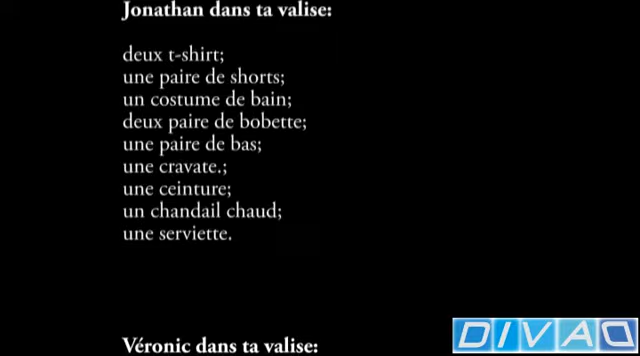 Jonathan dans ta valise:
deux t-shirt;
une paire de shorts;
un costume de bain;
deux paire de bobette;
une paire de bas;
une cravate.;
une ceinture;
un chandail chaud;
une serviette.
Véronic dans ta valise:
DIVAO